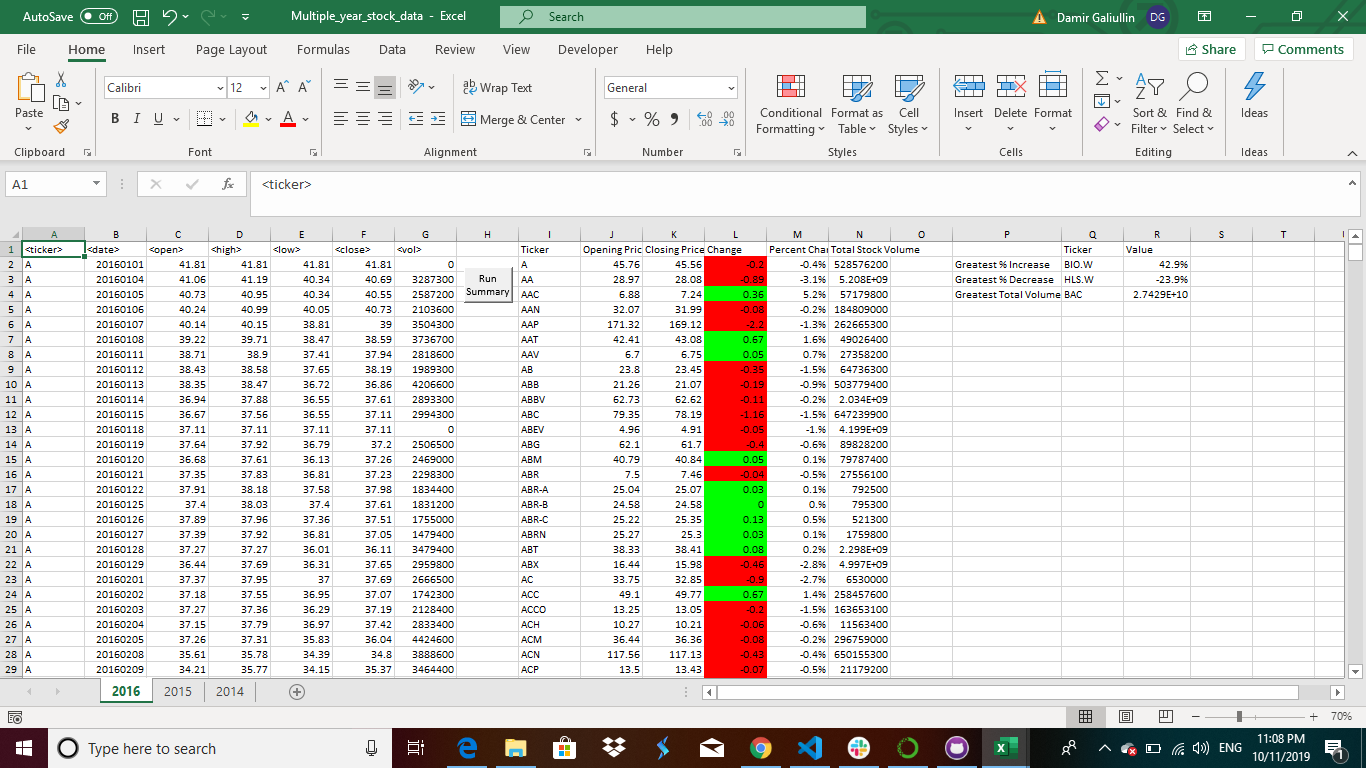 AutoSave Off Multiple_year_stock_data - Excel Search Damir Galiullin DG
File Home Insert Page Layout Formulas Data Review View Developer Help Share Comments
Paste Calibri 12 Wrap Text General Conditional Formatting Format as Table Cell Styles Insert Delete Format Sort & Filter Find & Select Ideas
B I U Merge & Center $ % 
Clipboard Font Alignment Number Styles Cells Editing Ideas
A1 fx <ticker>
A B C D E F G H I J K L M N O P Q R S T
1 <ticker> <date> <open> <high> <low> <close> <vol> Ticker Opening Pric Closing Price Change Percent Chan Total Stock Volume Ticker Value
2 A 20160101 41.81 41.81 41.81 41.81 0 A 45.76 45.56 -0.2 -0.4% 528576200 Greatest % Increase BIO.W 42.9%
Run Summary
3 A 20160104 41.06 41.19 40.34 40.69 3287300 AA 28.97 28.08 -0.89 -3.1% 5.208E+09 Greatest % Decrease HLS.W -23.9%
4 A 20160105 40.73 40.95 40.34 40.55 2587200 AAC 6.88 7.24 0.36 5.2% 57179800 Greatest Total Volume BAC 2.7429E+10
5 A 20160106 40.24 40.99 40.05 40.73 2103600 AAN 32.07 31.99 -0.08 -0.2% 184809000
6 A 20160107 40.14 40.15 38.81 39 3504300 AAP 171.32 169.12 -2.2 -1.3% 262665300
7 A 20160108 39.22 39.71 38.47 38.59 3736700 AAT 42.41 43.08 0.67 1.6% 49026400
8 A 20160111 38.71 38.9 37.41 37.94 2818600 AAV 6.7 6.75 0.05 0.7% 27358200
9 A 20160112 38.43 38.58 37.65 38.19 1989300 AB 23.8 23.45 -0.35 -1.5% 64736300
10 A 20160113 38.35 38.47 36.72 36.86 4206600 ABB 21.26 21.07 -0.19 -0.9% 503779400
11 A 20160114 36.94 37.88 36.55 37.61 2893300 ABBV 62.73 62.62 -0.11 -0.2% 2.034E+09
12 A 20160115 36.67 37.56 36.55 37.11 2994300 ABC 79.35 78.19 -1.16 -1.5% 647239900
13 A 20160118 37.11 37.11 37.11 37.11 0 ABEV 4.96 4.91 -0.05 -1.% 4.199E+09
14 A 20160119 37.64 37.92 36.79 37.2 2506500 ABG 62.1 61.7 -0.4 -0.6% 89828200
15 A 20160120 36.68 37.61 36.13 37.26 2469000 ABM 40.79 40.84 0.05 0.1% 79787400
16 A 20160121 37.35 37.83 36.81 37.23 2298300 ABR 7.5 7.46 -0.04 -0.5% 27556100
17 A 20160122 37.91 38.18 37.58 37.98 1834400 ABR-A 25.04 25.07 0.03 0.1% 792500
18 A 20160125 37.4 38.03 37.4 37.61 1831200 ABR-B 24.58 24.58 0 0.% 795300
19 A 20160126 37.89 37.96 37.36 37.51 1755000 ABR-C 25.22 25.35 0.13 0.5% 521300
20 A 20160127 37.39 37.92 36.81 37.05 1479400 ABRN 25.27 25.3 0.03 0.1% 1759800
21 A 20160128 37.27 37.27 36.01 36.11 3479400 ABT 38.33 38.41 0.08 0.2% 2.298E+09
22 A 20160129 36.44 37.69 36.31 37.65 2959800 ABX 16.44 15.98 -0.46 -2.8% 4.997E+09
23 A 20160201 37.37 37.95 37 37.69 2666500 AC 33.75 32.85 -0.9 -2.7% 6530000
24 A 20160202 37.18 37.55 36.95 37.07 1742300 ACC 49.1 49.77 0.67 1.4% 258457600
25 A 20160203 37.27 37.36 36.29 37.19 2128400 ACCO 13.25 13.05 -0.2 -1.5% 163653100
26 A 20160204 37.15 37.79 36.97 37.42 2833400 ACH 10.27 10.21 -0.06 -0.6% 11563400
27 A 20160205 37.26 37.31 35.83 36.04 4424600 ACM 36.44 36.36 -0.08 -0.2% 296759000
28 A 20160208 35.61 35.78 34.39 34.8 3888600 ACN 117.56 117.13 -0.43 -0.4% 650155300
29 A 20160209 34.21 35.77 34.15 35.37 3464400 ACP 13.5 13.43 -0.07 -0.5% 21179200
2016 2015 2014
70%
Type here to search ENG 11:08 PM
10/11/2019 1